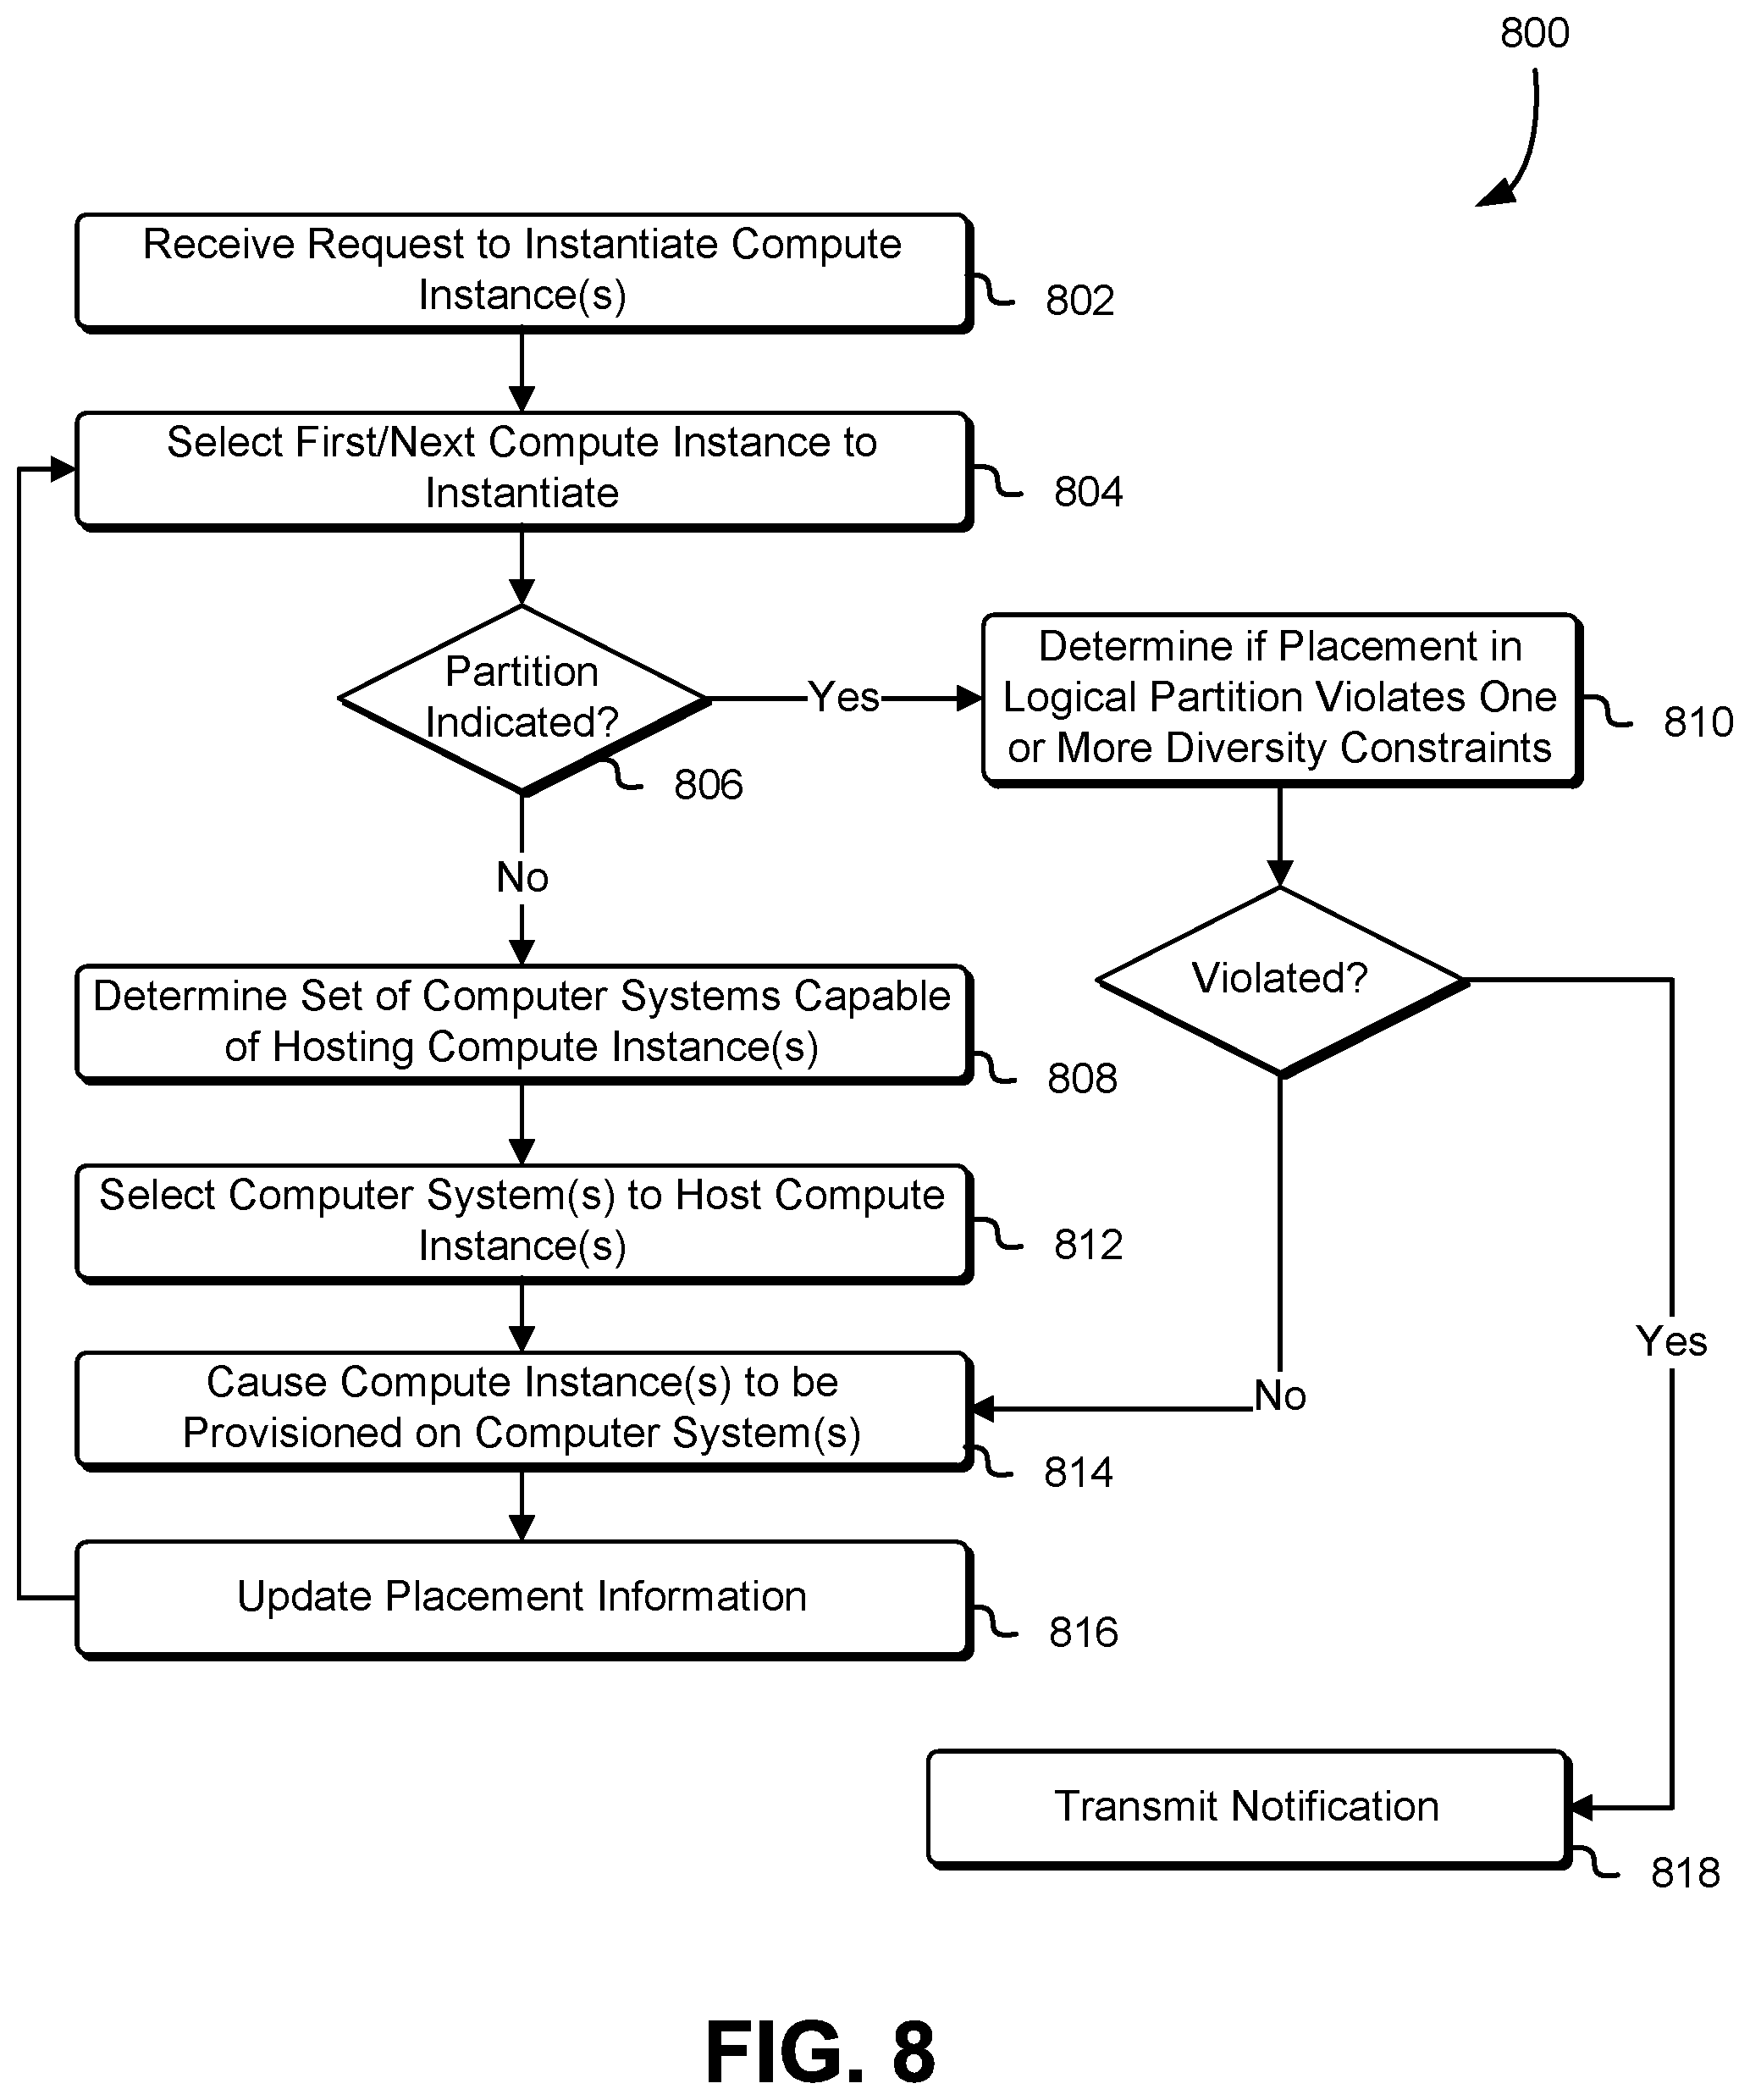 800
Receive Request to Instantiate Compute
Instance(s)
802
Select First/Next Compute Instance to
Instantiate
804
Partition
Indicated?
806
Yes
Determine if Placement in
Logical Partition Violates One
or More Diversity Constraints
810
No
Violated?
Determine Set of Computer Systems Capable
of Hosting Compute Instance(s)
808
Select Computer System(s) to Host Compute
Instance(s)
812
Yes
Cause Compute Instance(s) to be
Provisioned on Computer System(s)
No
814
Update Placement Information
816
Transmit Notification
818
FIG. 8